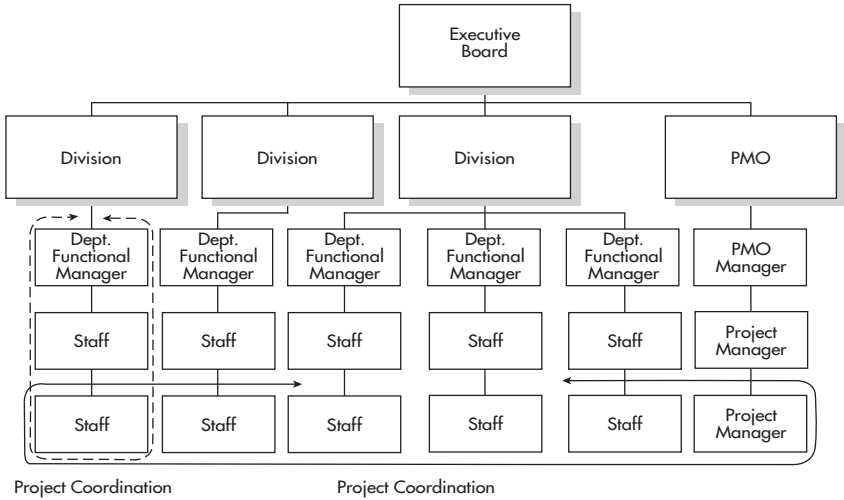 Executive
Board
Division
Division
Division
PMO
Dept.
Functional
Manager
Dept.
Functional
Manager
Dept.
Functional
Manager
Dept.
Functional
Manager
Dept.
Functional
Manager
PMO
Manager
Staff
Staff
Staff
Staff
Staff
Project
Manager
Staff
Staff
Staff
Staff
Staff
Project
Manager
Project Coordination
Project Coordination